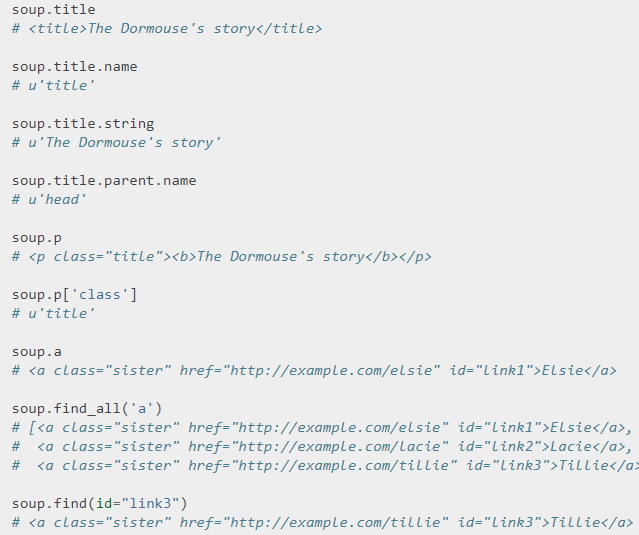 soup.title
# <title>The Dormouse's story</title>
soup.title.name
# u'title'
soup.title.string
# u'The Dormouse's story'
soup.title.parent.name
# u'head'
soup.p
# <p class="title"><b>The Dormouse's story</b></p>
soup.p['class']
# u'title'
soup.a
# <a class="sister" href="http://example.com/elsie" id="link1">Elsie</a>
soup.find_all('a')
# [<a class="sister" href="http://example.com/elsie" id="link1">Elsie</a>,
#  <a class="sister" href="http://example.com/lacie" id="link2">Lacie</a>,
#  <a class="sister" href="http://example.com/tillie" id="link3">Tillie</a>
soup.find(id="link3")
# <a class="sister" href="http://example.com/tillie" id="link3">Tillie</a>